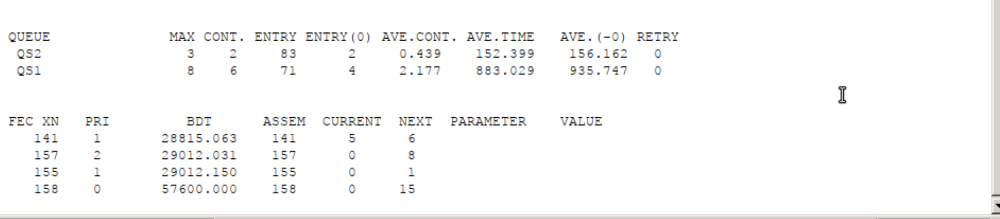 QUEUE MAX CONT. ENTRY ENTRY(0) AVE.CONT. AVE.TIME AVE.(-0) RETRY
QS2 3 2 83 2 0.439 152.399 156.162 0
QS1 8 6 71 4 2.177 883.029 935.747 0
FEC XN PRI BDT ASSEM CURRENT NEXT PARAMETER VALUE
141 1 28815.063 141 5 6
157 2 29012.031 157 0 8
155 1 29012.150 155 0 1
158 0 57600.000 158 0 15